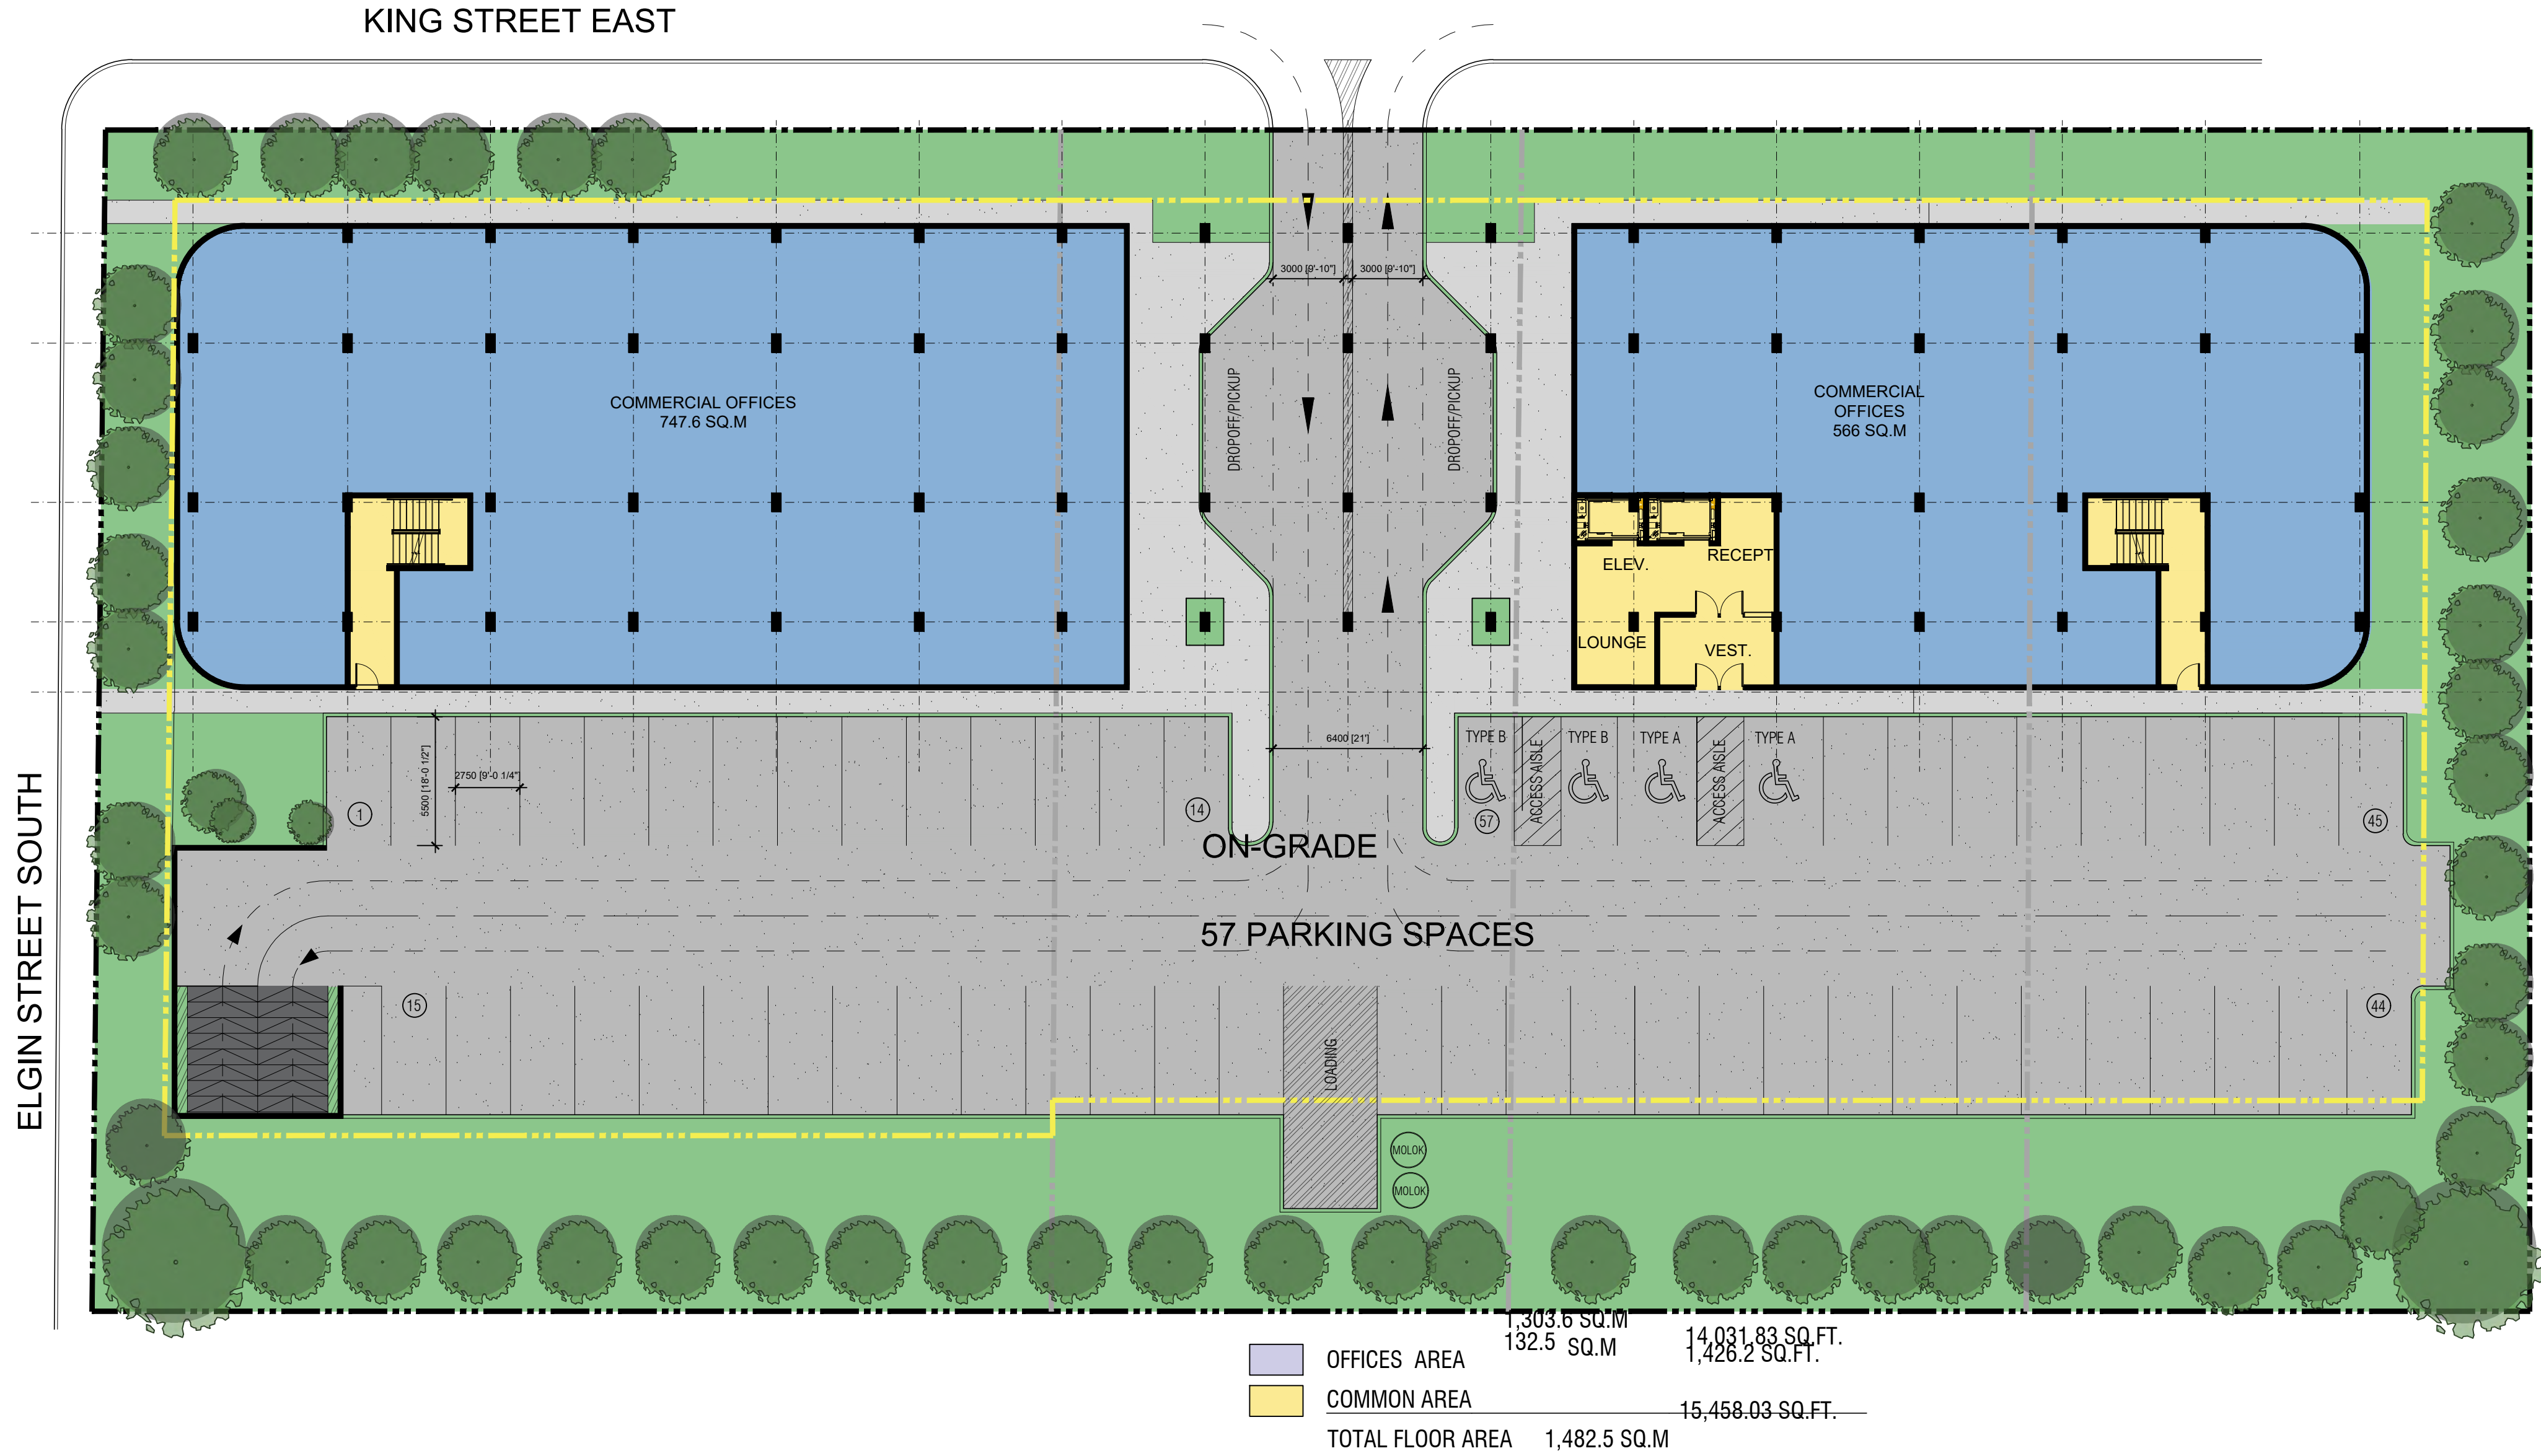 KING STREET EAST
3000 [9'-10"]
3000 [9'-10"]
COMMERCIAL OFFICES
747.6 SQ.M
DROPOFF/PICKUP
DROPOFF/PICKUP
COMMERCIAL
OFFICES
566 SQ.M
ELEV.
RECEPT
LOUNGE
VEST.
ELGIN STREET SOUTH
5500 [18'-0 1/2"]
2750 [9'-0 1/4"]
6400 [21']
TYPE B
ACCESS AISLE
TYPE B
TYPE A
ACCESS AISLE
TYPE A
1
14
57
45
ON-GRADE
57 PARKING SPACES
15
44
LOADING
MOLOK
MOLOK
1,303.6 SQ.M
132.5 SQ.M
14,031.83 SQ.FT.
1,426.2 SQ.FT.
OFFICES AREA
COMMON AREA
15,458.03 SQ.FT.
TOTAL FLOOR AREA 1,482.5 SQ.M